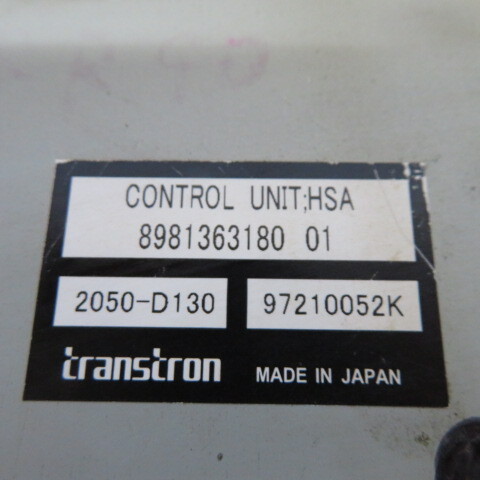 CONTROL UNIT;HSA
8981363180 01
2050-D130 97210052K
transtron MADE IN JAPAN